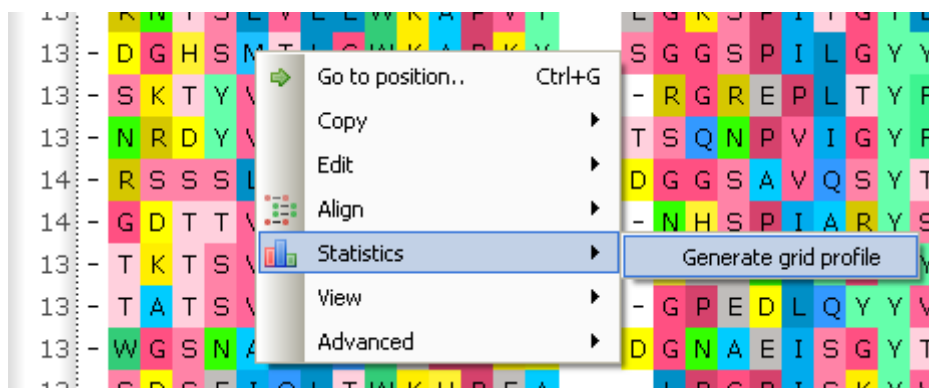 13 R N T S L V L E W K A P V Y L G K S P I T G Y
13 - D G H S S G G S P I L G Y Y
Go to position.. Ctrl+G
13 - S K T Y - R G R E P L T Y
Copy
13 - N R D Y T S Q N P V I G Y
Edit
14 - R S S S D G G S A V Q S Y T
Align
14 - G D T T - N H S P I A R Y S
Statistics
Generate grid profile
13 - T K T S
13 - T A T S - G P E D L Q Y Y V
View
13 - W G S N D G N A E I S G Y T
Advanced